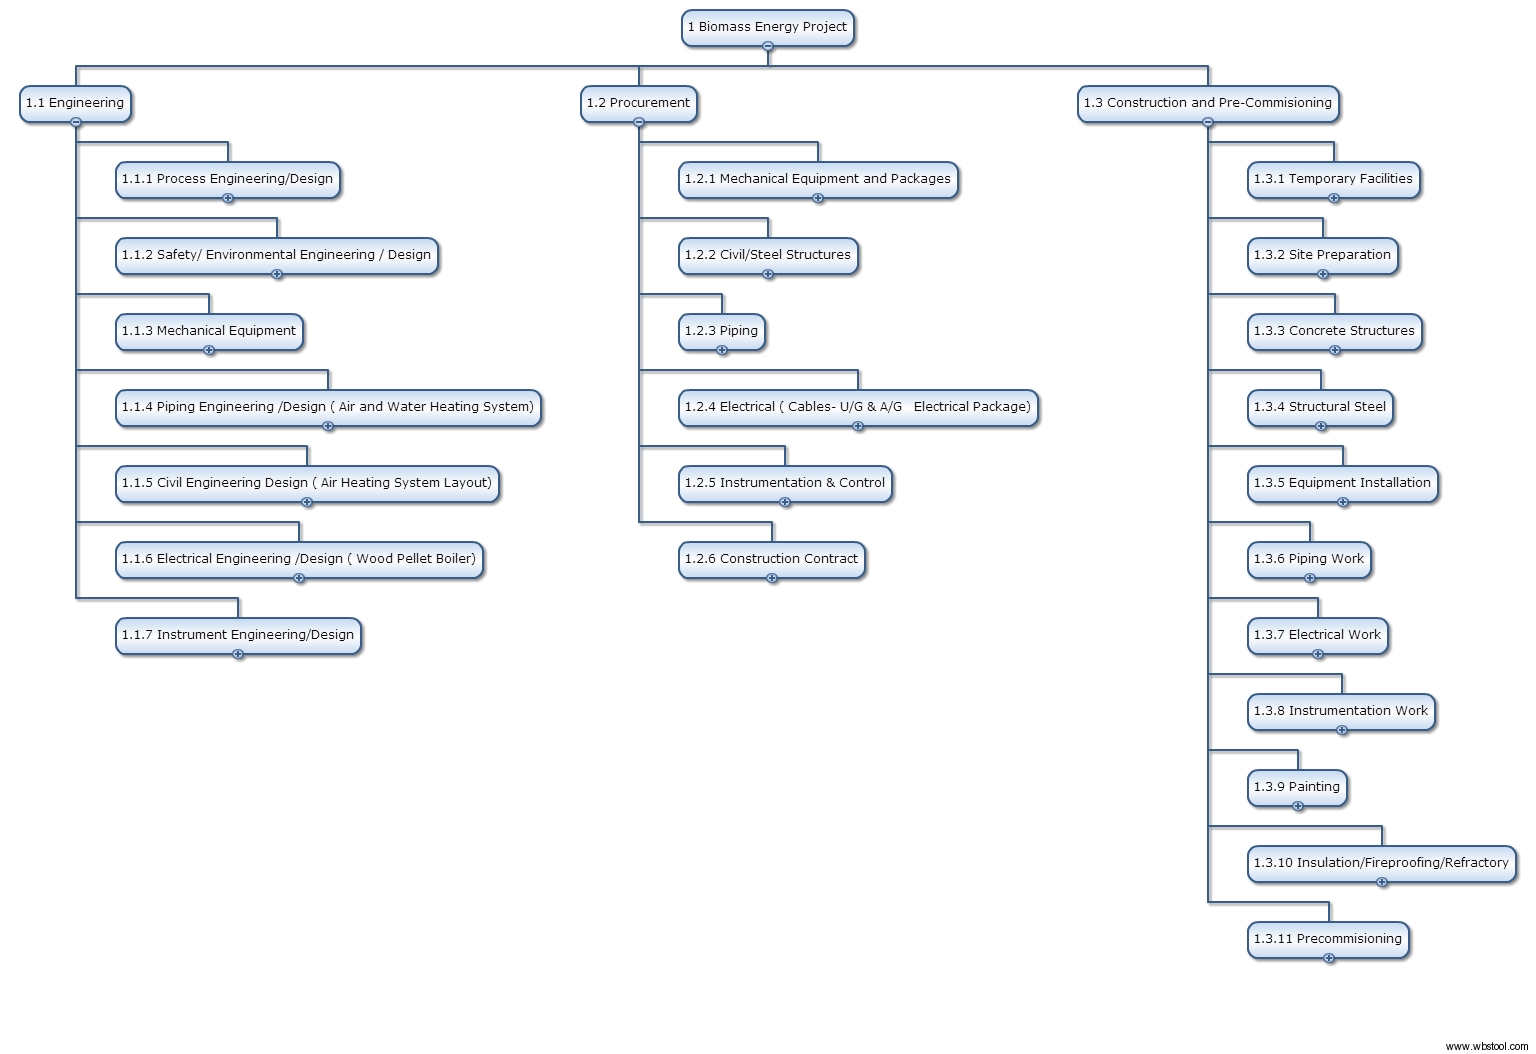 1 Biomass Energy Project
1.1 Engineering
1.1.1 Process Engineering/Design
1.1.2 Safety/ Environmental Engineering / Design
1.1.3 Mechanical Equipment
1.1.4 Piping Engineering /Design ( Air and Water Heating System)
1.1.5 Civil Engineering Design ( Air Heating System Layout)
1.1.6 Electrical Engineering /Design ( Wood Pellet Boiler)
1.1.7 Instrument Engineering/Design
1.2 Procurement
1.2.1 Mechanical Equipment and Packages
1.2.2 Civil/Steel Structures
1.2.3 Piping
1.2.4 Electrical ( Cables- U/G & A/G   Electrical Package)
1.2.5 Instrumentation & Control
1.2.6 Construction Contract
1.3 Construction and Pre-Commisioning
1.3.1 Temporary Facilities
1.3.2 Site Preparation
1.3.3 Concrete Structures
1.3.4 Structural Steel
1.3.5 Equipment Installation
1.3.6 Piping Work
1.3.7 Electrical Work
1.3.8 Instrumentation Work
1.3.9 Painting
1.3.10 Insulation/Fireproofing/Refractory
1.3.11 Precommisioning
www.wbstool.com